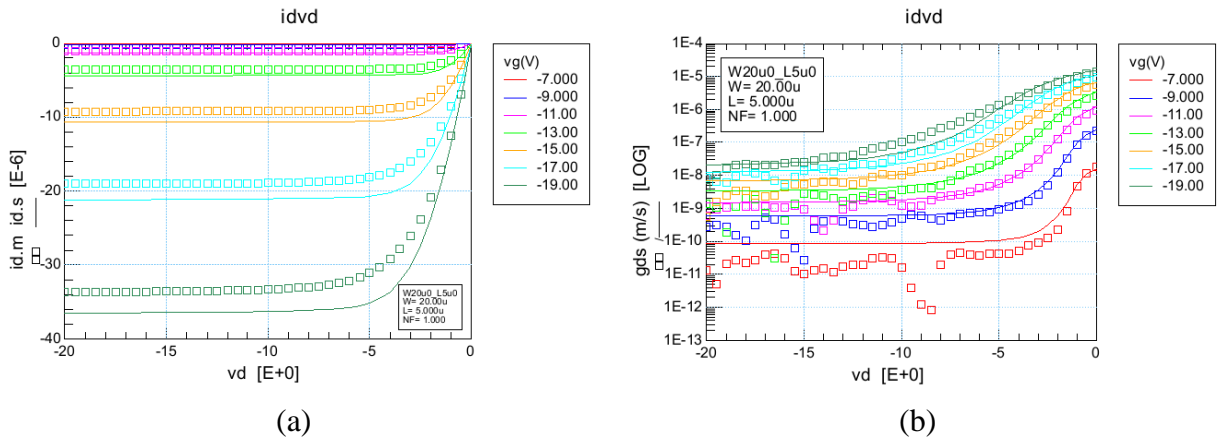 idvd
0
-10
-20
-30
-40
id.m id.s [E-6]
-20
-15
-10
-5
0
vd [E+0]
W20u0_L5u0
W= 20.00u
L= 5.000u
NF= 1.000
vg(V)
-7.000
-9.000
-11.00
-13.00
-15.00
-17.00
-19.00
(a)
idvd
1E-4
1E-5
1E-6
1E-7
1E-8
1E-9
1E-10
1E-11
1E-12
1E-13
gds (m/s) [LOG]
-20
-15
-10
-5
0
vd [E+0]
W20u0_L5u0
W= 20.00u
L= 5.000u
NF= 1.000
vg(V)
-7.000
-9.000
-11.00
-13.00
-15.00
-17.00
-19.00
(b)